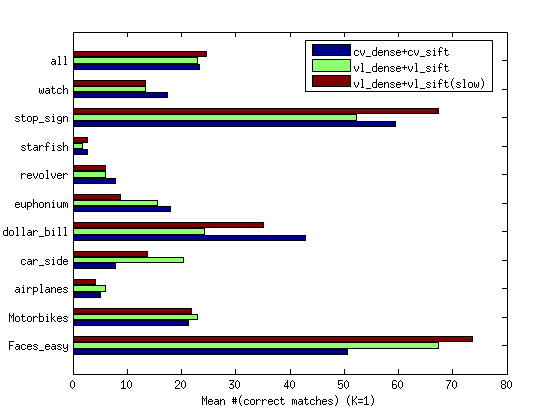 cv_dense+cv_sift
vl_dense+vl_sift
vl_dense+vl_sift(slow)
all
watch
stop_sign
starfish
revolver
euphonium
dollar_bill
car_side
airplanes
Motorbikes
Faces_easy
0 10 20 30 40 50 60 70 80
Mean #(correct matches) (K=1)